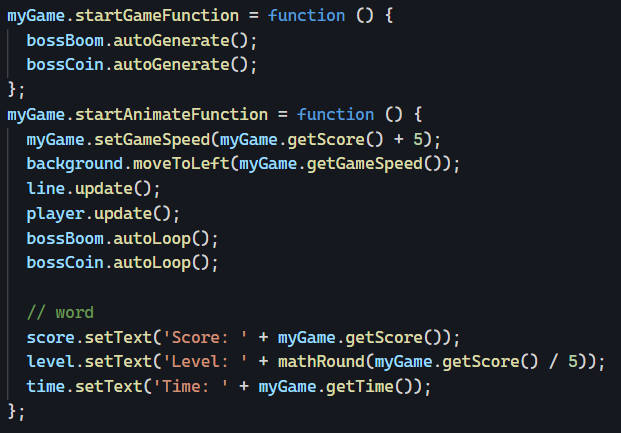 myGame.startGameFunction = function () {
  bossBoom.autoGenerate();
  bossCoin.autoGenerate();
};
myGame.startAnimateFunction = function () {
  myGame.setGameSpeed(myGame.getScore() + 5);
  background.moveToLeft(myGame.getGameSpeed());
  line.update();
  player.update();
  bossBoom.autoLoop();
  bossCoin.autoLoop();

  // word
  score.setText('Score: ' + myGame.getScore());
  level.setText('Level: ' + mathRound(myGame.getScore() / 5));
  time.setText('Time: ' + myGame.getTime());
};